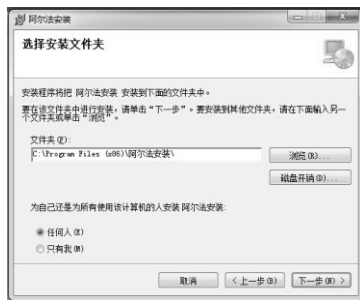 阿尔法安装
选择安装文件夹
安装程序将把 阿尔法安装 安装到下面的文件夹中。
要在该文件夹中进行安装，请单击“下一步”。要安装到其他文件夹，请在下面输入另一
个文件夹或单击“浏览”。
文件夹(F):
C:\Program Files (x86)\阿尔法安装\
浏览(R)...
磁盘开销(D)...
为自己还是为所有使用该计算机的人安装 阿尔法安装:
任何人(E)
只有我(M)
取消
< 上一步(B)
下一步(N) >